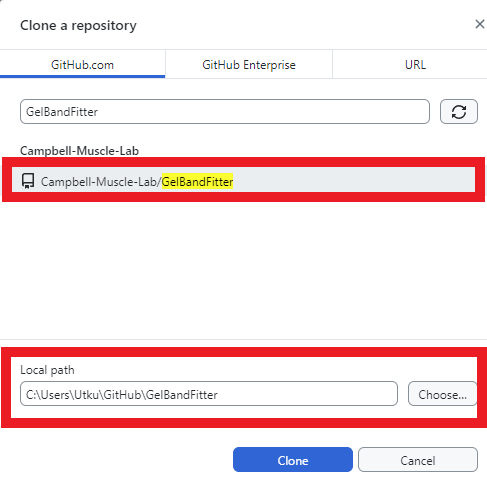 Clone a repository
GitHub.com GitHub Enterprise URL
GelBandFitter
Campbell-Muscle-Lab
Campbell-Muscle-Lab/GelBandFitter
Local path
C:\Users\Utku\GitHub\GelBandFitter Choose...
Clone Cancel